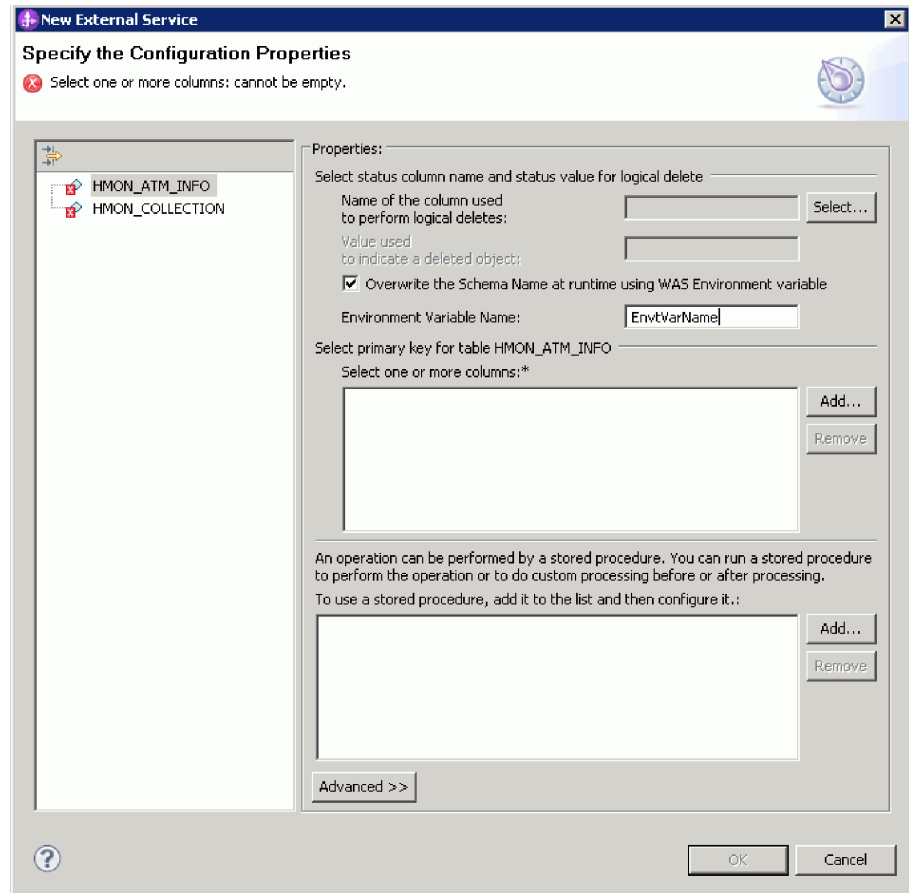 New External Service
Specify the Configuration Properties
Select one or more columns: cannot be empty.
HMON_ATM_INFO
HMON_COLLECTION
Properties:
Select status column name and status value for logical delete
Name of the column used
to perform logical deletes:
Select...
Value used
to indicate a deleted object:
Overwrite the Schema Name at runtime using WAS Environment variable
Environment Variable Name:
EnvtVarName
Select primary key for table HMON_ATM_INFO
Select one or more columns:*
Add...
Remove
An operation can be performed by a stored procedure. You can run a stored procedure
to perform the operation or to do custom processing before or after processing.
To use a stored procedure, add it to the list and then configure it.:
Add...
Remove
Advanced >>
OK
Cancel